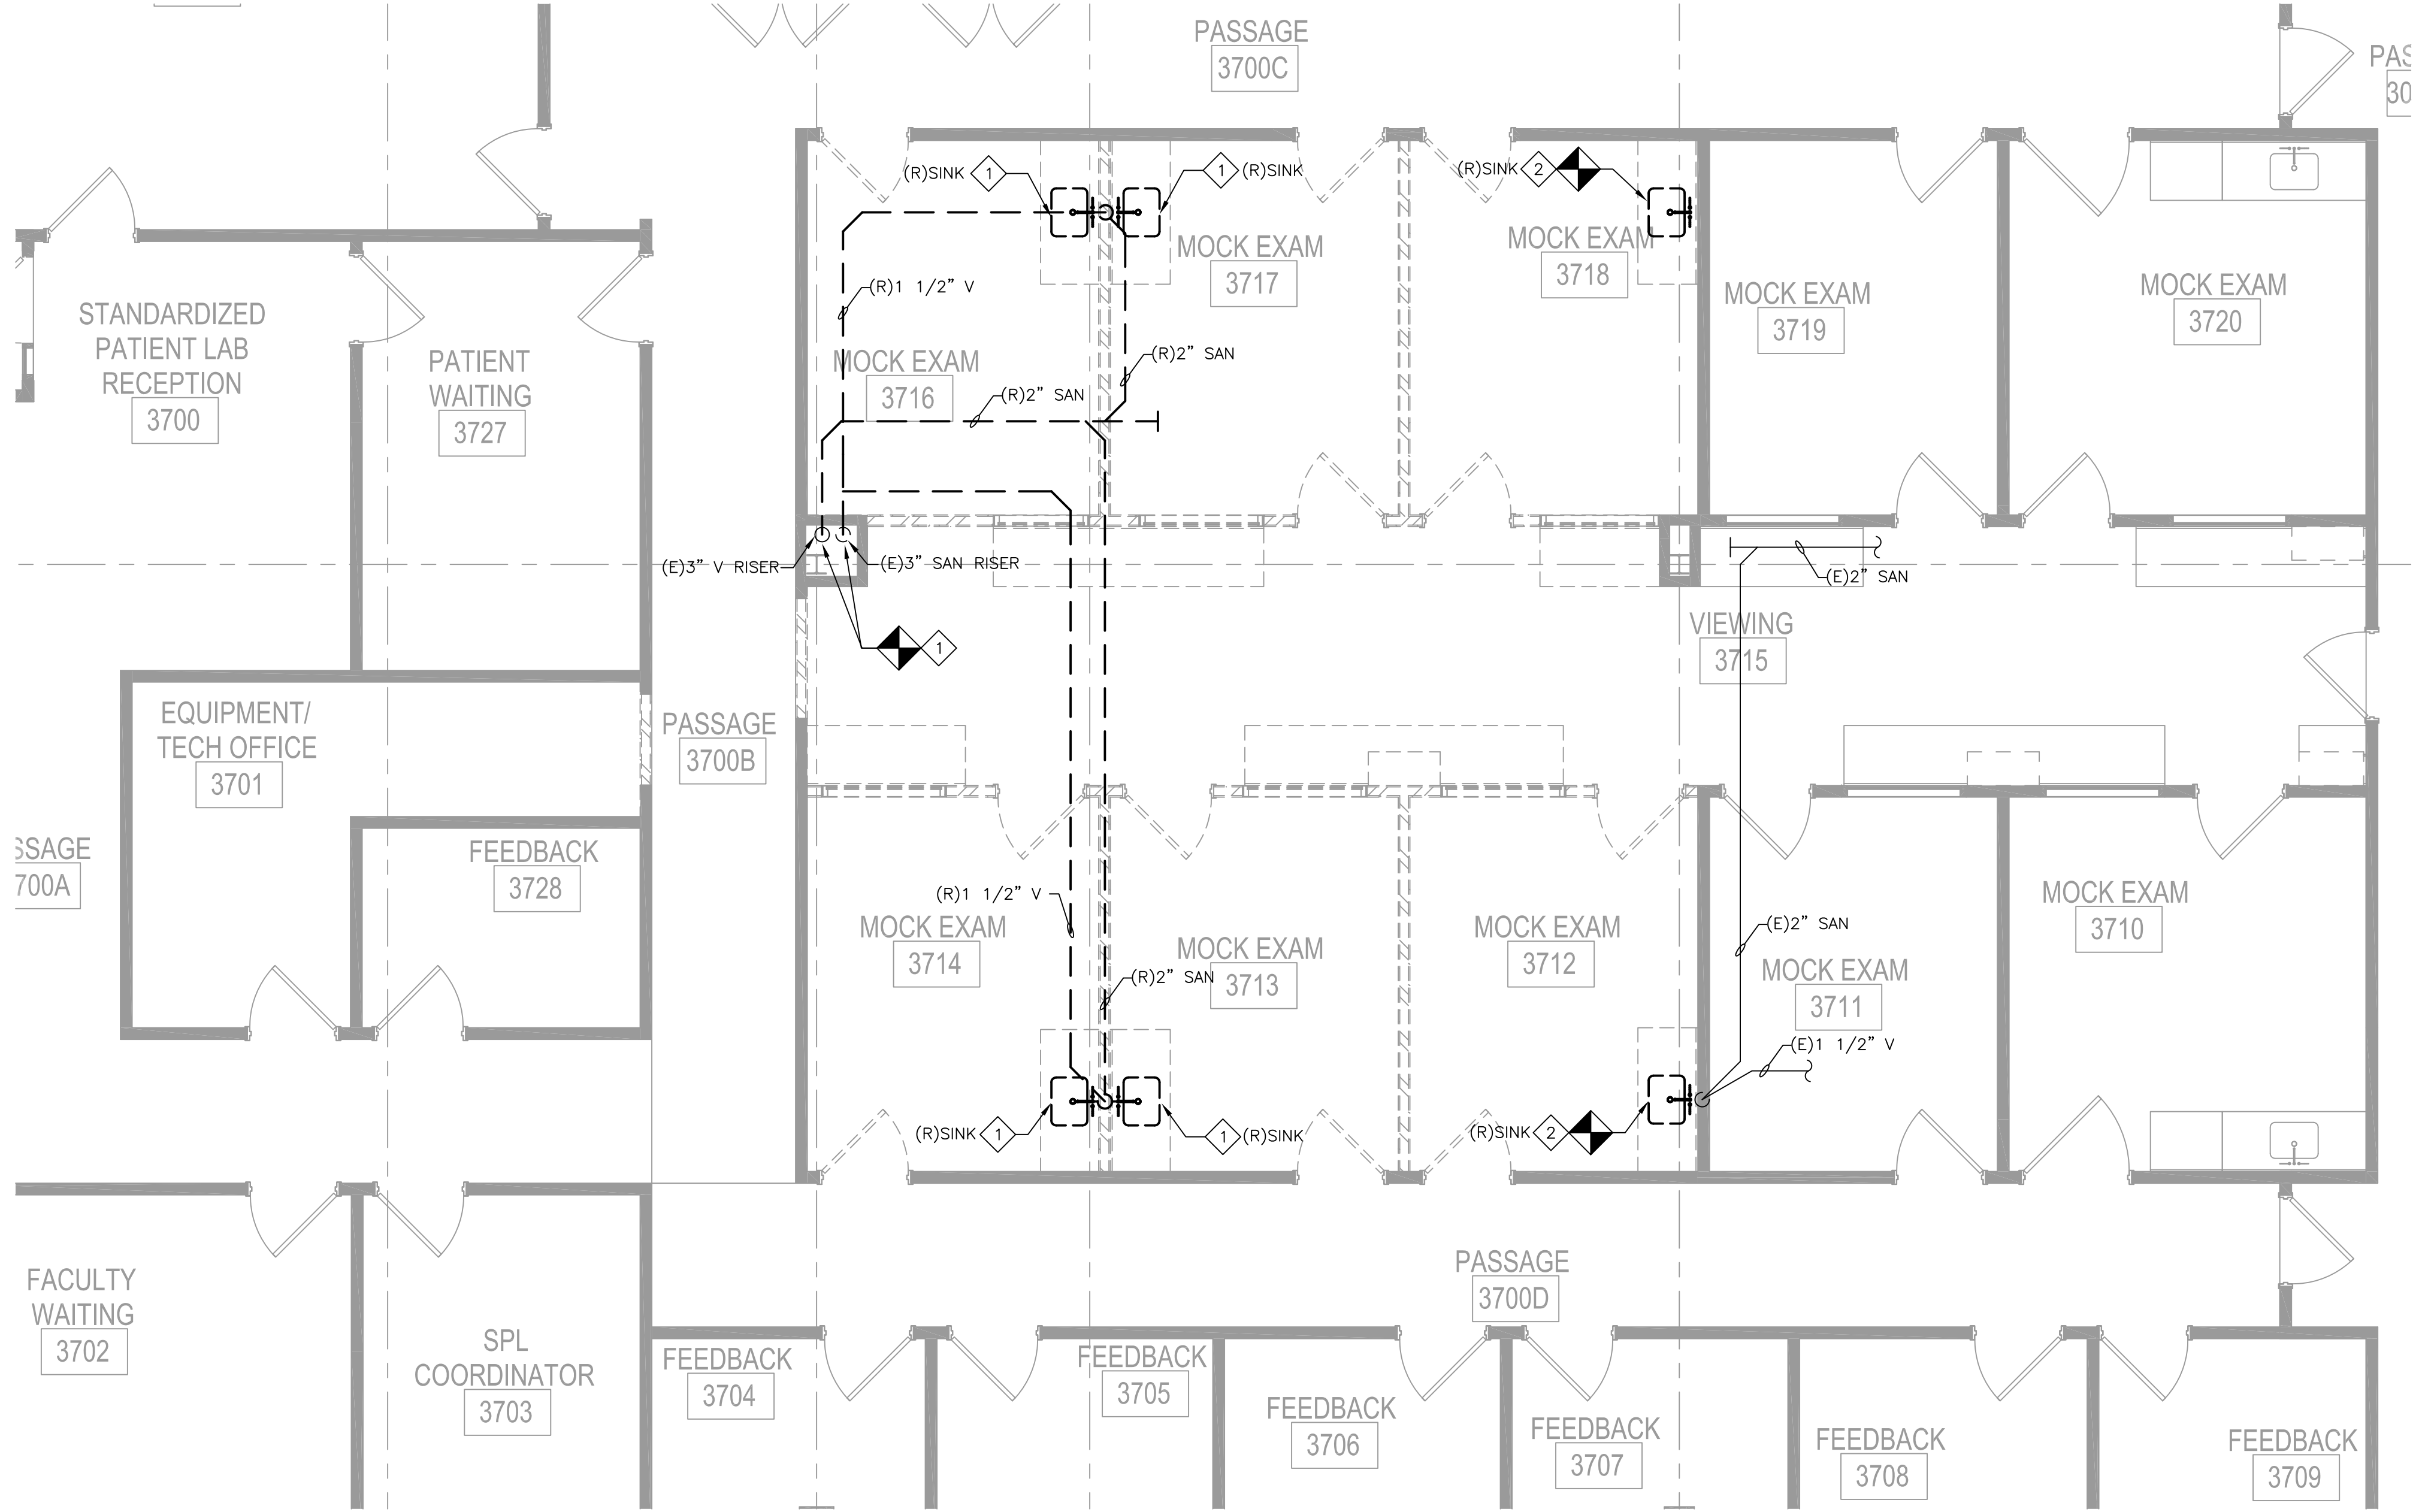 PASSAGE
3700C
(R)SINK
1
1
(R)SINK
(R)SINK
2
MOCK EXAM
3717
MOCK EXAM
3718
MOCK EXAM
3719
MOCK EXAM
3720
STANDARDIZED
PATIENT LAB
RECEPTION
3700
PATIENT
WAITING
3727
(R)1 1/2" V
MOCK EXAM
3716
(R)2" SAN
(R)2" SAN
(E)3" V RISER
(E)3" SAN RISER
(E)2" SAN
1
VIEWING
3715
EQUIPMENT/
TECH OFFICE
3701
PASSAGE
3700B
FEEDBACK
3728
(R)1 1/2" V
MOCK EXAM
3714
MOCK EXAM
3713
(R)2" SAN
MOCK EXAM
3712
(E)2" SAN
MOCK EXAM
3711
MOCK EXAM
3710
(E)1 1/2" V
(R)SINK
1
1
(R)SINK
(R)SINK
2
FACULTY
WAITING
3702
SPL
COORDINATOR
3703
PASSAGE
3700D
FEEDBACK
3704
FEEDBACK
3705
FEEDBACK
3706
FEEDBACK
3707
FEEDBACK
3708
FEEDBACK
3709